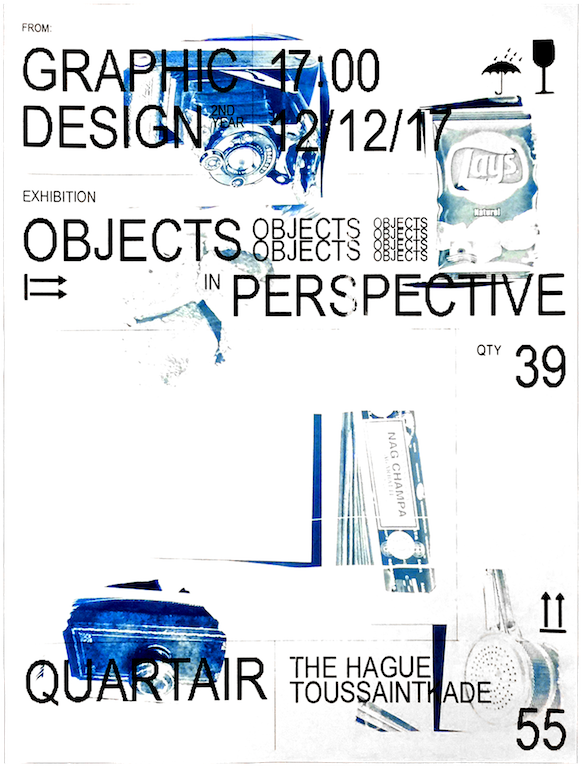 FROM:
GRAPHIC 17:00
DESIGN 2ND YEAR 12/12/17
Lays
EXHIBITION
OBJECTS OBJECTS OBJECTS
OBJECTS OBJECTS
OBJECTS
OBJECTS
IN PERSPECTIVE
QTY 39
NAG CHAMPA
QUARTAIR
THE HAGUE
TOUSSAINTKADE
55